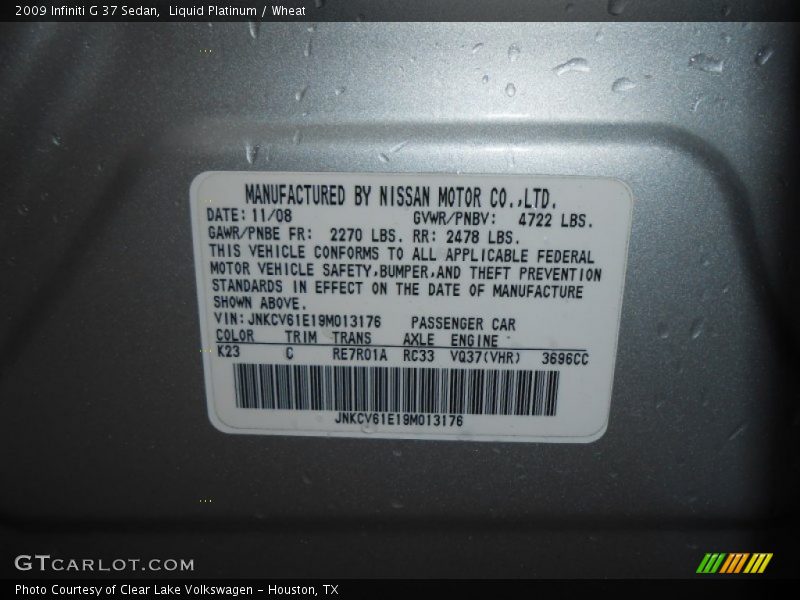 2009 Infiniti G 37 Sedan,  Liquid Platinum / Wheat
MANUFACTURED BY NISSAN MOTOR CO.,LTD.
DATE: 11/08 GVWR/PNBV: 4722 LBS.
GAWR/PNBE FR: 2270 LBS. RR: 2478 LBS.
THIS VEHICLE CONFORMS TO ALL APPLICABLE FEDERAL
MOTOR VEHICLE SAFETY,BUMPER,AND THEFT PREVENTION
STANDARDS IN EFFECT ON THE DATE OF MANUFACTURE
SHOWN ABOVE.
VIN: JNKCV61E19M013176 PASSENGER CAR
COLOR TRIM TRANS AXLE ENGINE
K23 C RE7R01A RC33 VQ37(VHR) 3696CC
JNKCV61E19M013176
GTCARLOT.COM
Photo Courtesy of Clear Lake Volkswagen - Houston, TX